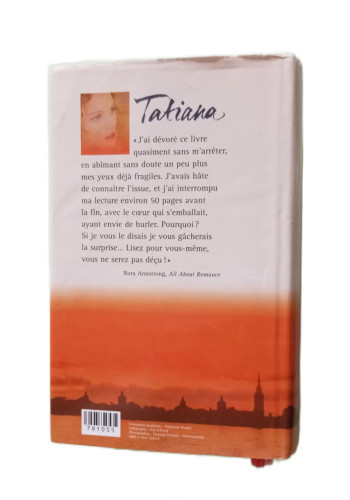 Tatiana
« J'ai dévoré ce livre
quasiment sans m'arrêter,
en abîmant sans doute un peu plus
mes yeux déjà fragiles. J'avais hâte
de connaître l'issue, et j'ai interrompu
ma lecture environ 50 pages avant
la fin, avec le cœur qui s'emballait,
ayant envie de hurler. Pourquoi ?
Si je vous le disais je vous gâcherais
la surprise... Lisez pour vous-même,
vous ne serez pas déçu ! »
Nora Armstrong, All About Romance
781055